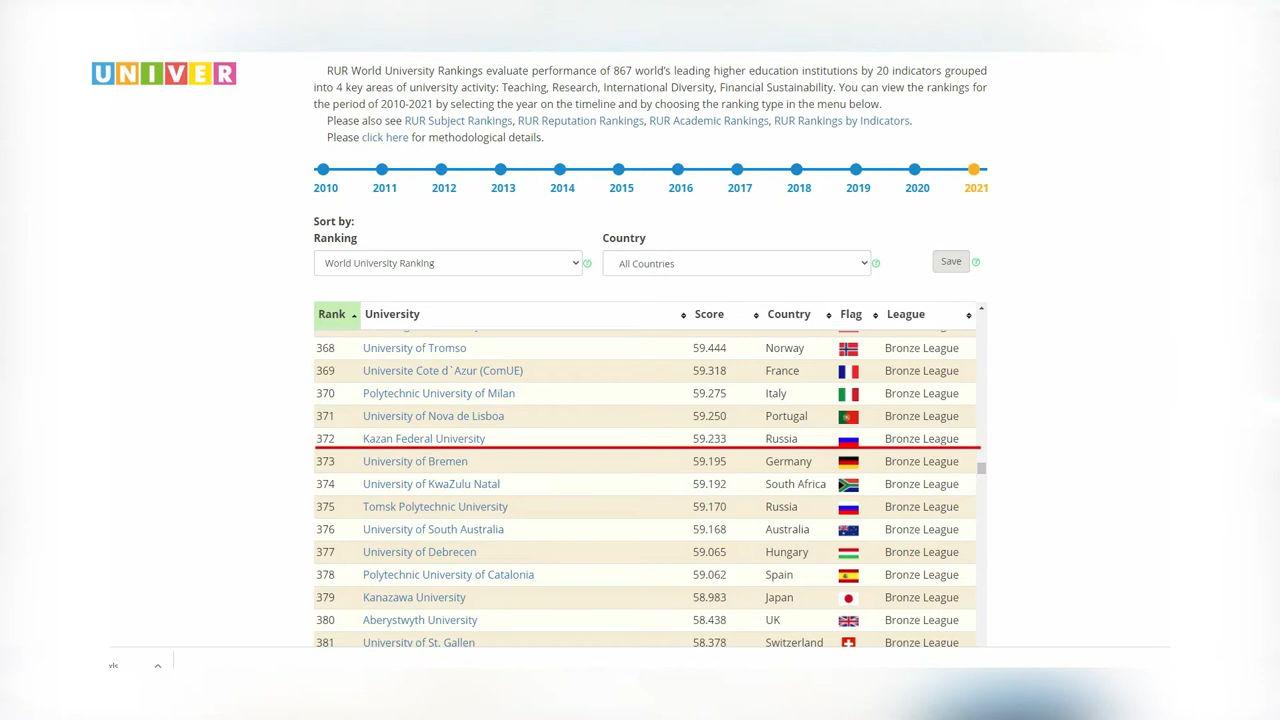 UNIVER
RUR World University Rankings evaluate performance of 867 world's leading higher education institutions by 20 indicators grouped
into 4 key areas of university activity: Teaching, Research, International Diversity, Financial Sustainability. You can view the rankings for
the period of 2010-2021 by selecting the year on the timeline and by choosing the ranking type in the menu below.
Please also see RUR Subject Rankings, RUR Reputation Rankings, RUR Academic Rankings, RUR Rankings by Indicators.
Please click here for methodological details.
2010 2011 2012 2013 2014 2015 2016 2017 2018 2019 2020 2021
Sort by:
Ranking Country
World University Ranking All Countries Save
Rank University Score Country Flag League
368 University of Tromso 59.444 Norway Bronze League
369 Universite Cote d`Azur (ComUE) 59.318 France Bronze League
370 Polytechnic University of Milan 59.275 Italy Bronze League
371 University of Nova de Lisboa 59.250 Portugal Bronze League
372 Kazan Federal University 59.233 Russia Bronze League
373 University of Bremen 59.195 Germany Bronze League
374 University of KwaZulu Natal 59.192 South Africa Bronze League
375 Tomsk Polytechnic University 59.170 Russia Bronze League
376 University of South Australia 59.168 Australia Bronze League
377 University of Debrecen 59.065 Hungary Bronze League
378 Polytechnic University of Catalonia 59.062 Spain Bronze League
379 Kanazawa University 58.983 Japan Bronze League
380 Aberystwyth University 58.438 UK Bronze League
381 University of St. Gallen 58.378 Switzerland Bronze League